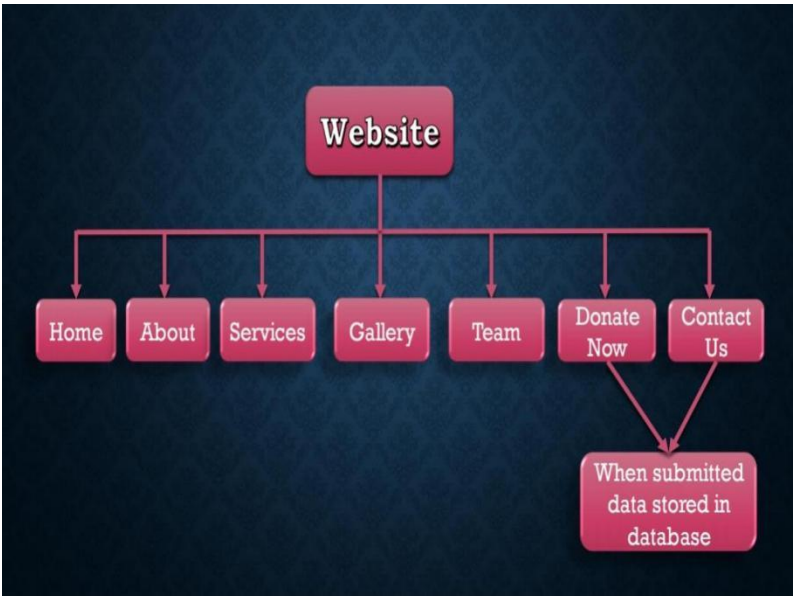 Website
Home
About
Services
Gallery
Team
Donate
Now
Contact
Us
When submitted
data stored in
database